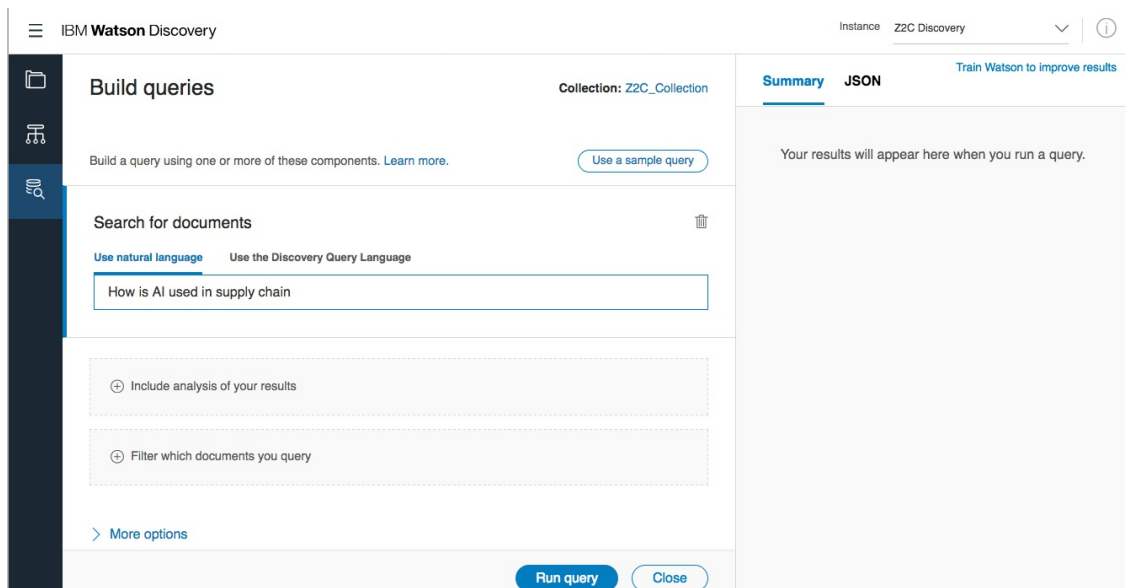 IBM Watson Discovery
Instance Z2C Discovery
Build queries
Collection: Z2C_Collection
Build a query using one or more of these components. Learn more.
Use a sample query
Search for documents
Use natural language Use the Discovery Query Language
How is AI used in supply chain
Include analysis of your results
Filter which documents you query
More options
Run query Close
Train Watson to improve results
Summary JSON
Your results will appear here when you run a query.